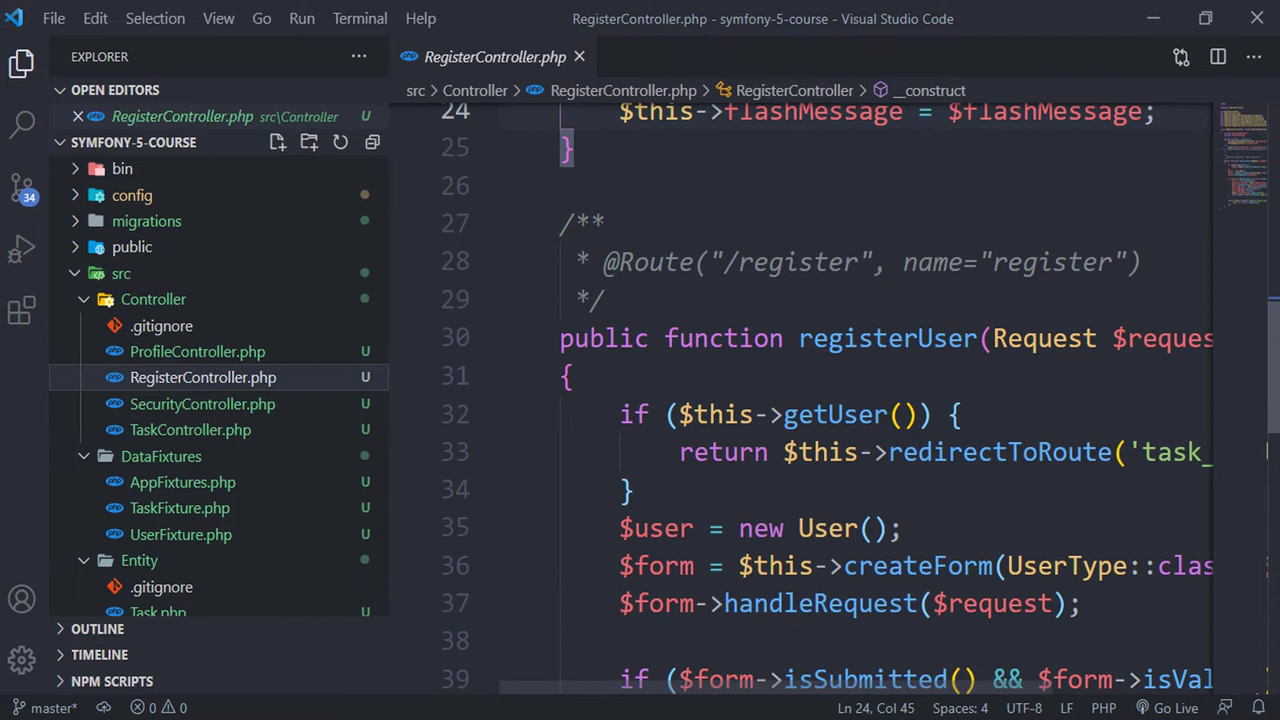 File Edit Selection View Go Run Terminal Help RegisterController.php - symfony-5-course - Visual Studio Code
EXPLORER
RegisterController.php
OPEN EDITORS
RegisterController.php src\Controller U
SYMFONY-5-COURSE
bin
config
migrations
public
src
Controller
.gitignore
ProfileController.php U
RegisterController.php U
SecurityController.php U
TaskController.php U
DataFixtures
AppFixtures.php U
TaskFixture.php U
UserFixture.php U
Entity
.gitignore
Task.php
OUTLINE
TIMELINE
NPM SCRIPTS
34
src > Controller > RegisterController.php > RegisterController > __construct
24 $this->flashMessage = $flashMessage;
25 }
26
27 /**
28 * @Route("/register", name="register")
29 */
30 public function registerUser(Request $reques
31 {
32 if ($this->getUser()) {
33 return $this->redirectToRoute('task_
34 }
35 $user = new User();
36 $form = $this->createForm(UserType::clas
37 $form->handleRequest($request);
38
39 if ($form->isSubmitted() && $form->isVal
master* 0 0 Ln 24, Col 45 Spaces: 4 UTF-8 LF PHP Go Live